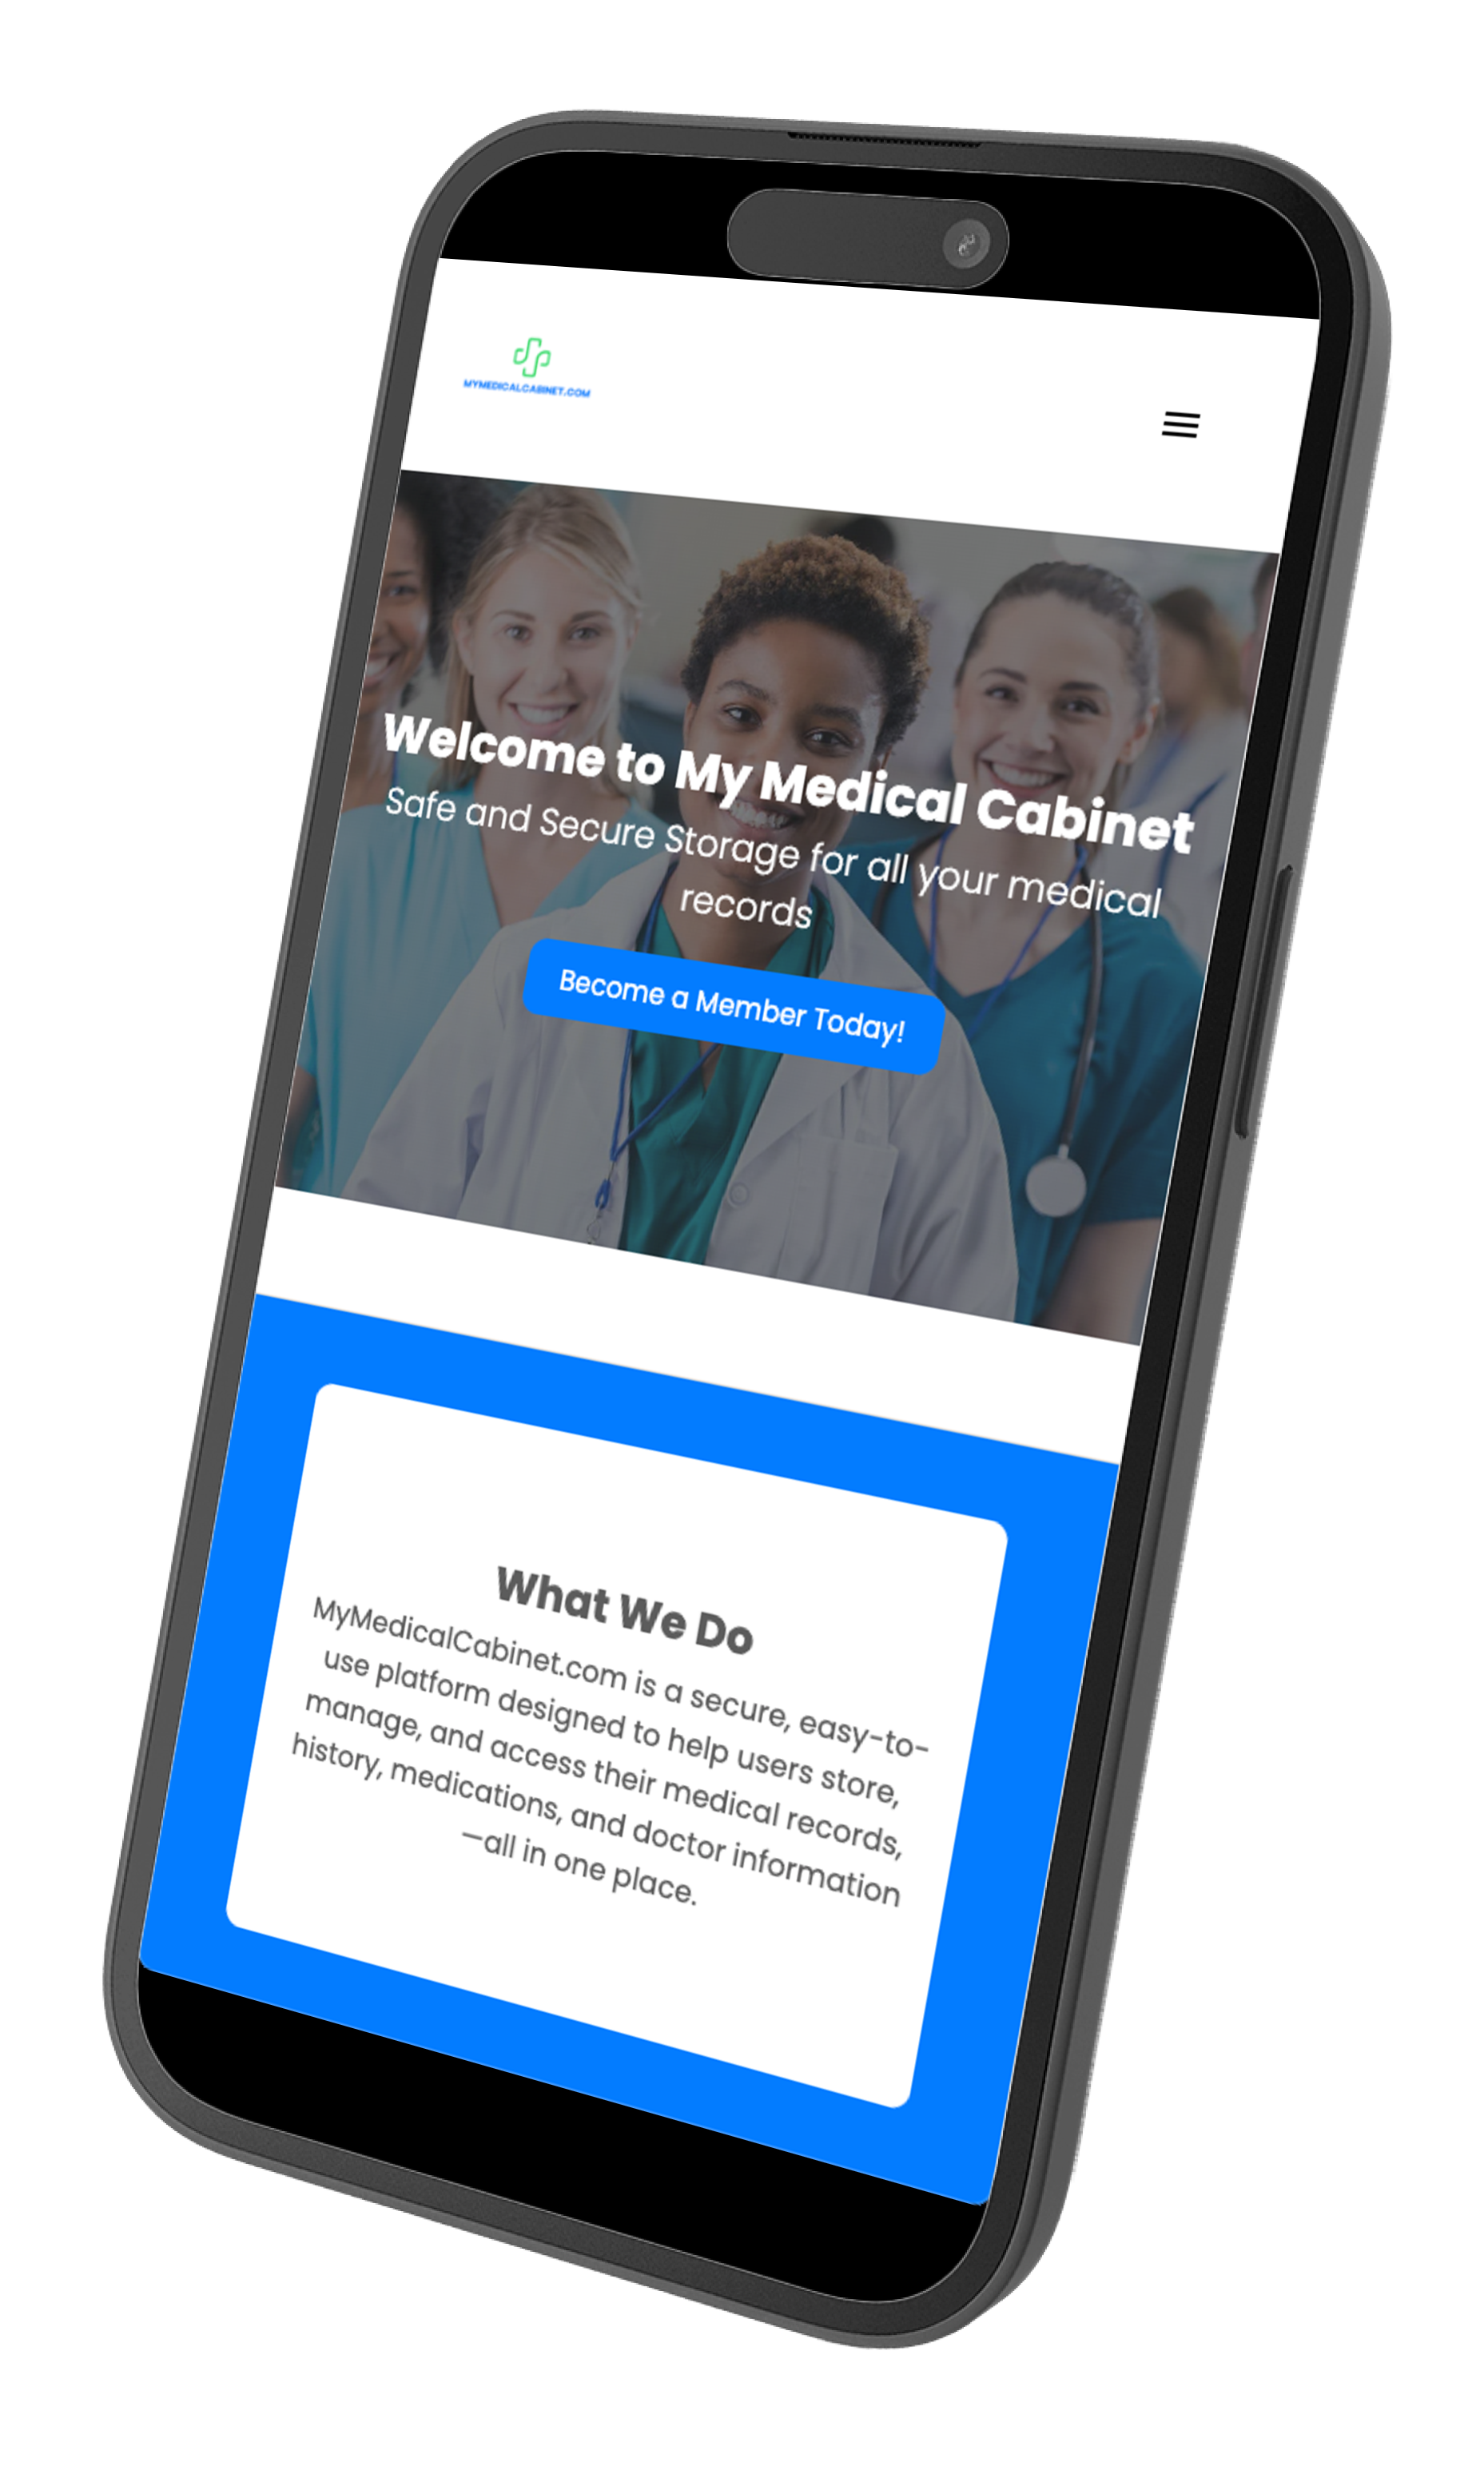 MYMEDICALCABINET.COM
Welcome to My Medical Cabinet
Safe and Secure Storage for all your medical
records
Become a Member Today!
What We Do
MyMedicalCabinet.com is a secure, easy-to-
use platform designed to help users store,
manage, and access their medical records,
history, medications, and doctor information
—all in one place.